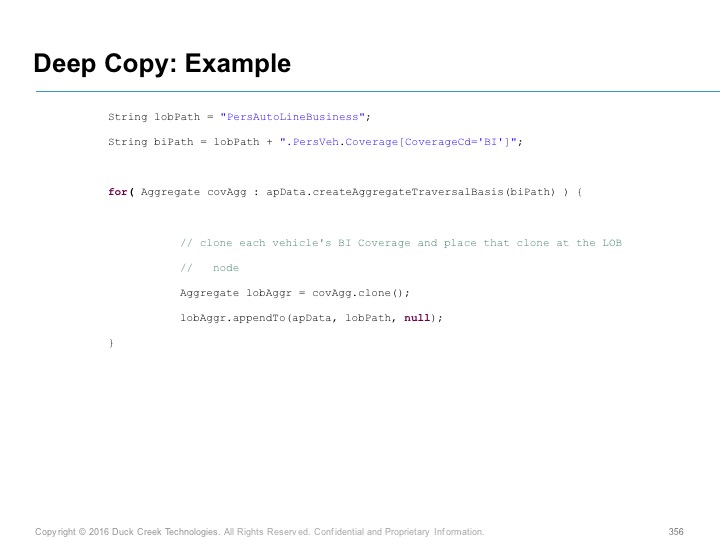 Deep Copy: Example
String lobPath = "PersAutoLineBusiness";
String biPath = lobPath + ".PersVeh.Coverage[CoverageCd='BI']";
for( Aggregate covAgg : apData.createAggregateTraversalBasis(biPath) ) {
// clone each vehicle's BI Coverage and place that clone at the LOB
//   node
Aggregate lobAggr = covAgg.clone();
lobAggr.appendTo(apData, lobPath, null);
}
Copyright © 2016 Duck Creek Technologies. All Rights Reserved. Confidential and Proprietary Information.
356